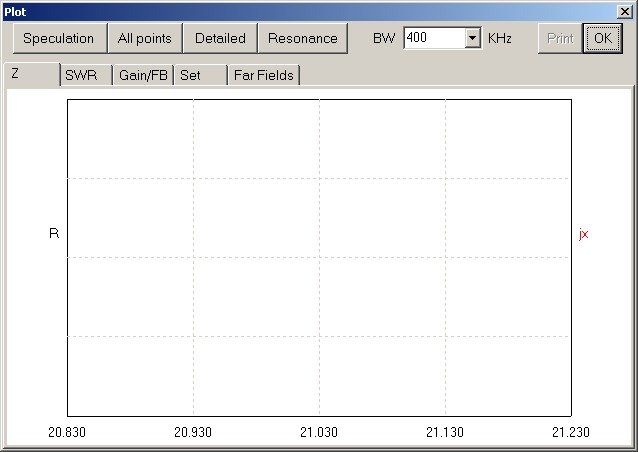 Plot
Speculation All points Detailed Resonance BW 400 KHz Print OK
Z SWR Gain/FB Set Far Fields
R jx
20.830 20.930 21.030 21.130 21.230